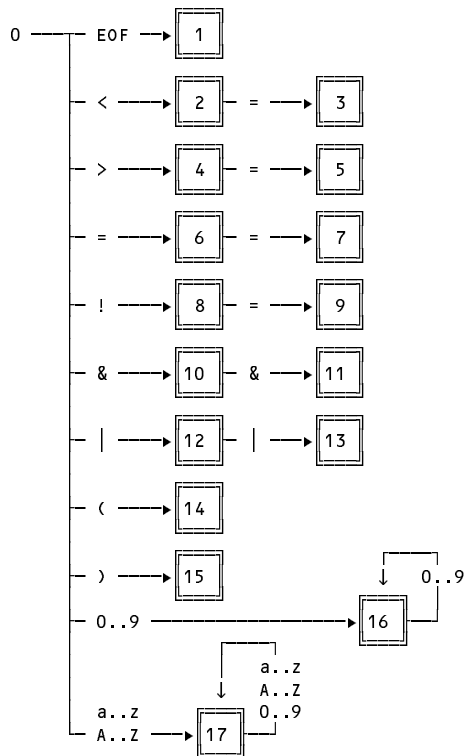 0 EOF 1
< 2 = 3
> 4 = 5
= 6 = 7
! 8 = 9
& 10 & 11
| 12 | 13
( 14
) 15
0..9
0..9 16
a..z
A..Z
a..z 0..9
A..Z 17